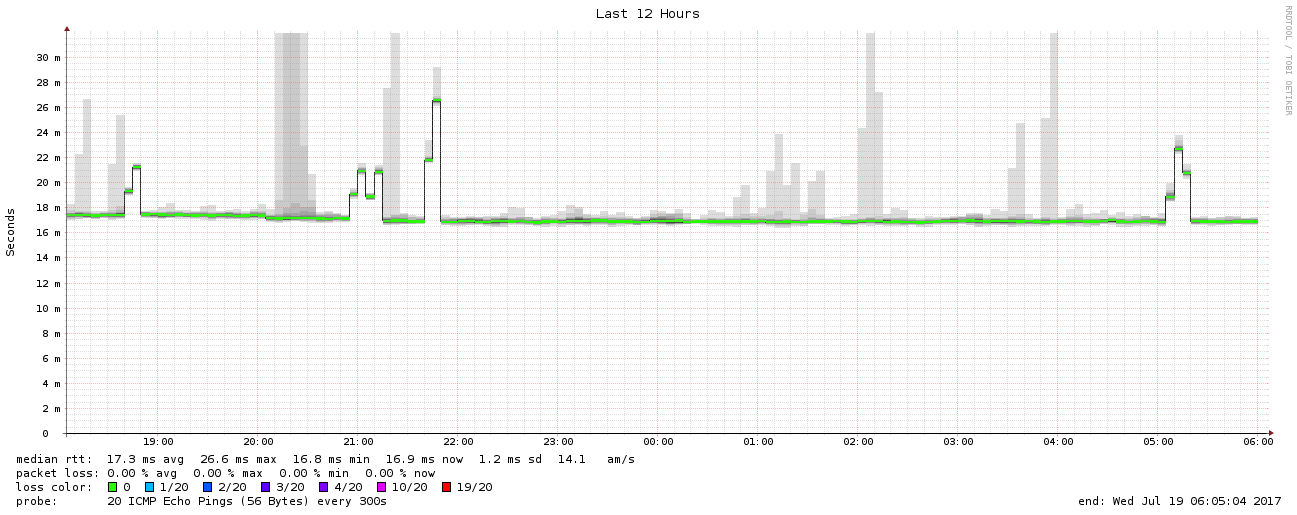 Last 12 Hours
RRDTOOL / TOBI OETIKER
Seconds
30 m
28 m
26 m
24 m
22 m
20 m
18 m
16 m
14 m
12 m
10 m
8 m
6 m
4 m
2 m
0
19:00 20:00 21:00 22:00 23:00 00:00 01:00 02:00 03:00 04:00 05:00 06:00
median rtt: 17.3 ms avg 26.6 ms max 16.8 ms min 16.9 ms now 1.2 ms sd 14.1 am/s
packet loss: 0.00 % avg 0.00 % max 0.00 % min 0.00 % now
loss color: 0 1/20 2/20 3/20 4/20 10/20 19/20
probe: 20 ICMP Echo Pings (56 Bytes) every 300s end: Wed Jul 19 06:05:04 2017